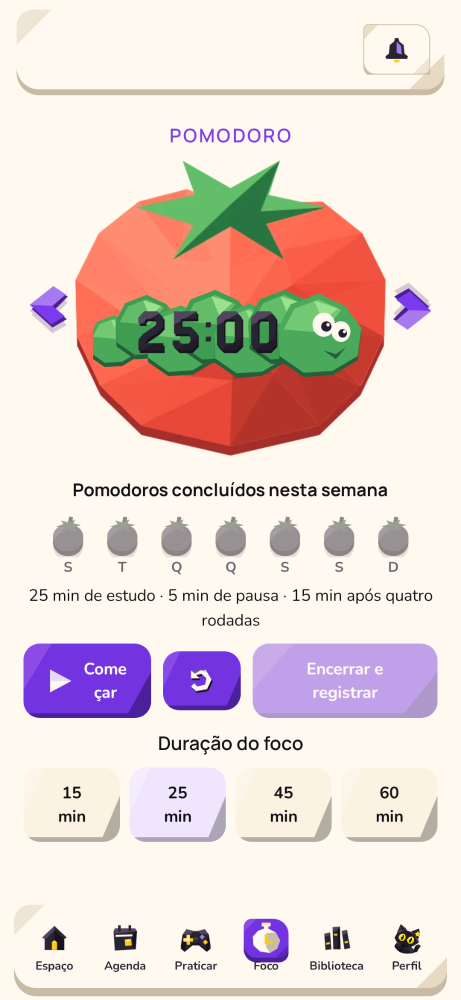 POMODORO
25:00
Pomodoros concluídos nesta semana
S T Q Q S S D
25 min de estudo · 5 min de pausa · 15 min após quatro
rodadas
Come
çar
Encerrar e
registrar
Duração do foco
15
min
25
min
45
min
60
min
Espaço Agenda Praticar Foco Biblioteca Perfil